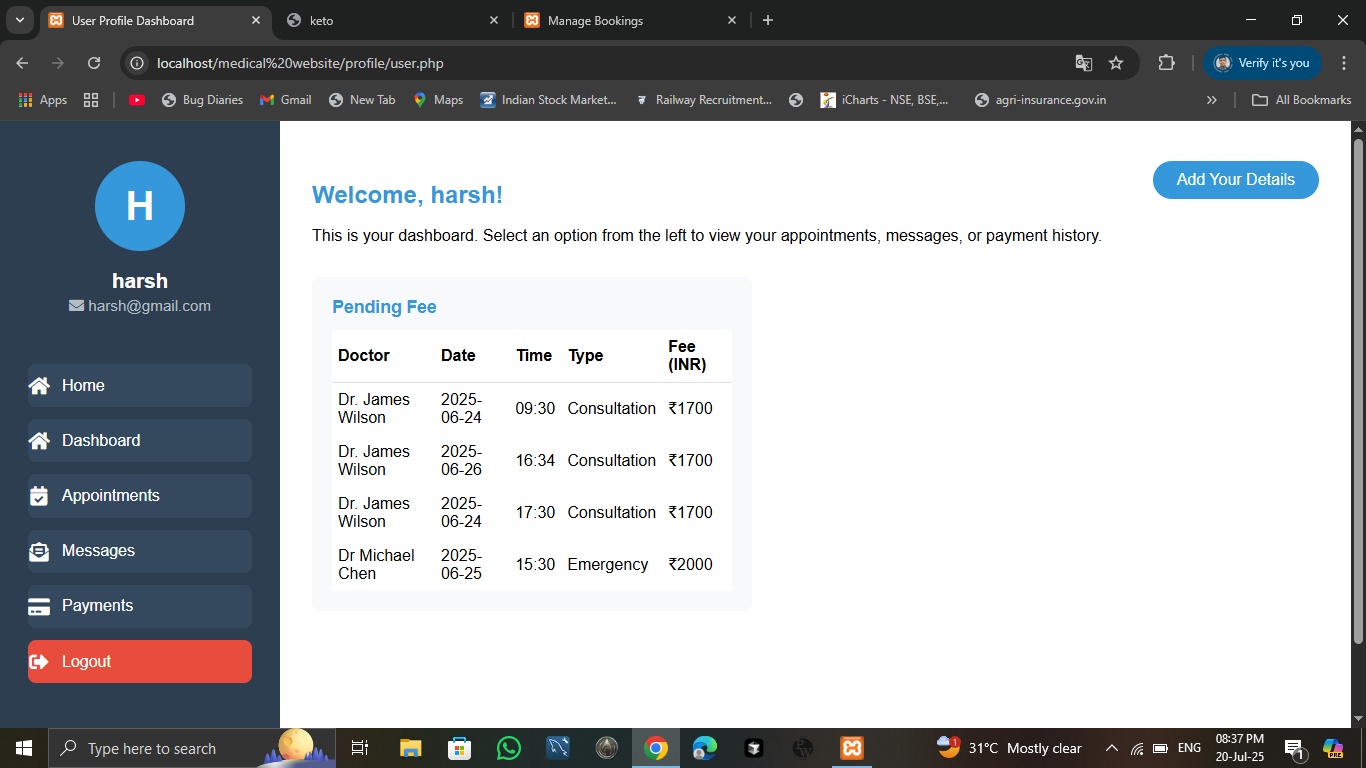 User Profile Dashboard
keto
Manage Bookings
localhost/medical%20website/profile/user.php
Verify it's you
Apps
Bug Diaries
Gmail
New Tab
Maps
Indian Stock Market...
Railway Recruitment...
iCharts - NSE, BSE,...
agri-insurance.gov.in
All Bookmarks
H
harsh
harsh@gmail.com
Home
Dashboard
Appointments
Messages
Payments
Logout
Add Your Details
Welcome, harsh!
This is your dashboard. Select an option from the left to view your appointments, messages, or payment history.
Pending Fee
Doctor Date Time Type Fee (INR)
Dr. James Wilson 2025-06-24 09:30 Consultation ₹1700
Dr. James Wilson 2025-06-26 16:34 Consultation ₹1700
Dr. James Wilson 2025-06-24 17:30 Consultation ₹1700
Dr Michael Chen 2025-06-25 15:30 Emergency ₹2000
Type here to search
1
31°C Mostly clear
ENG
08:37 PM
20-Jul-25
1
PRE